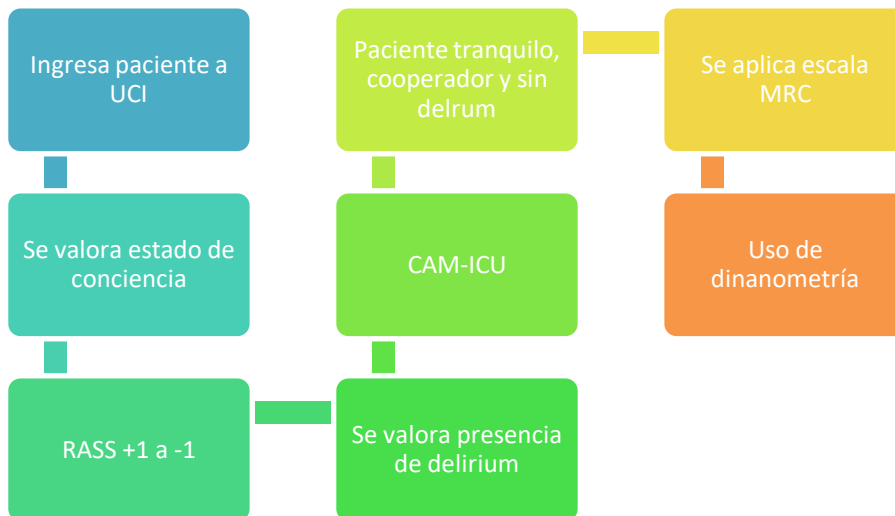 Ingresa paciente a
UCI
Se valora estado de
conciencia
RASS +1 a -1
Se valora presencia
de delirium
CAM-ICU
Paciente tranquilo,
cooperador y sin
delrum
Se aplica escala
MRC
Uso de
dinanometría